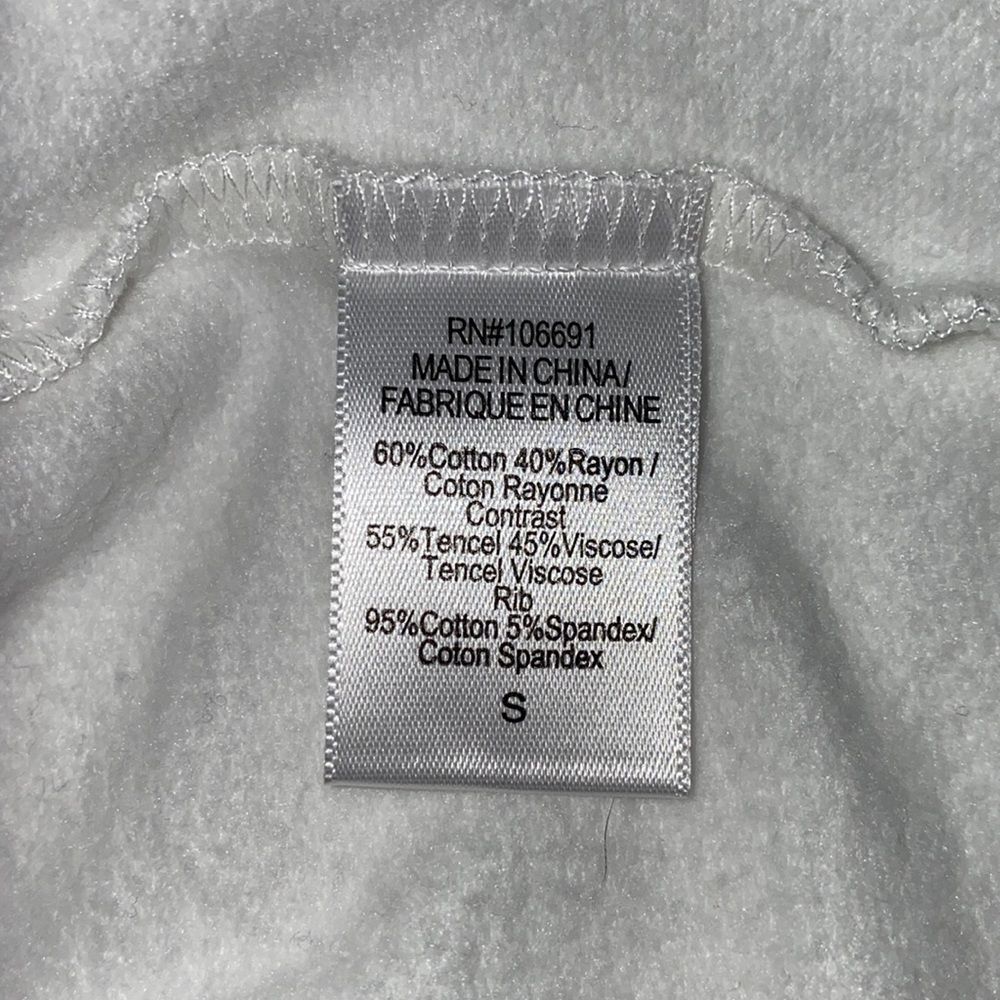 RN#106691
MADE IN CHINA/
FABRIQUE EN CHINE
60%Cotton 40%Rayon /
Coton Rayonne
Contrast
55%Tencel 45%Viscose/
Tencel Viscose
Rib
95%Cotton 5%Spandex/
Coton Spandex
S